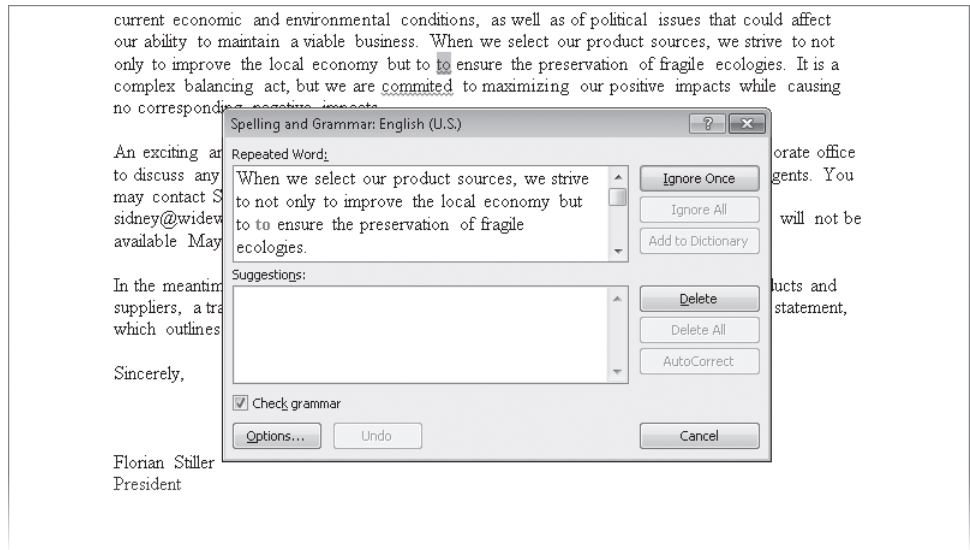 current economic and environmental conditions, as well as of political issues that could affect
our ability to maintain a viable business. When we select our product sources, we strive to not
only to improve the local economy but to to ensure the preservation of fragile ecologies. It is a
complex balancing act, but we are commited to maximizing our positive impacts while causing
no corresponding negative impacts.
Spelling and Grammar: English (U.S.)
An exciting orate office
Repeated Word:
to discuss any gents. You
When we select our product sources, we strive
to not only to improve the local economy but
to to ensure the preservation of fragile
ecologies.
Ignore Once
Ignore All
Add to Dictionary
may contact S
sidney@widew will not be
available May
Suggestions:
Delete
Delete All
AutoCorrect
In the meantim lucts and
suppliers, a tra statement,
which outlines
Sincerely,
Check grammar
Options... Undo Cancel
Florian Stiller
President